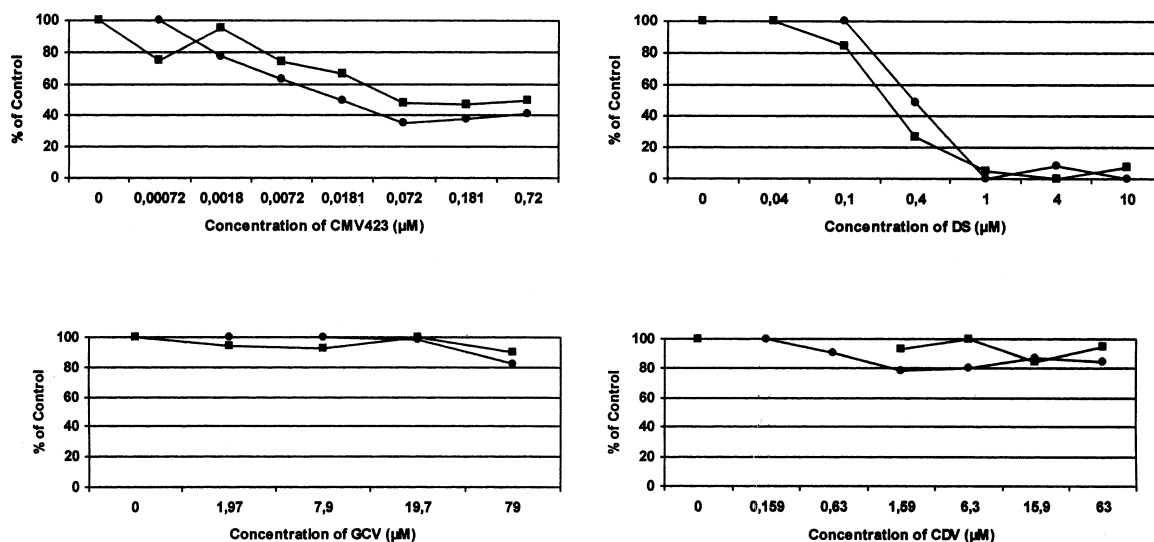 % of Control
100
80
60
40
20
0
0 0,00072 0,0018 0,0072 0,0181 0,072 0,181 0,72
Concentration of CMV423 (µM)
% of Control
100
80
60
40
20
0
0 0,04 0,1 0,4 1 4 10
Concentration of DS (µM)
% of Control
100
80
60
40
20
0
0 1,97 7,9 19,7 79
Concentration of GCV (µM)
% of Control
100
80
60
40
20
0
0 0,159 0,63 1,59 6,3 15,9 63
Concentration of CDV (µM)